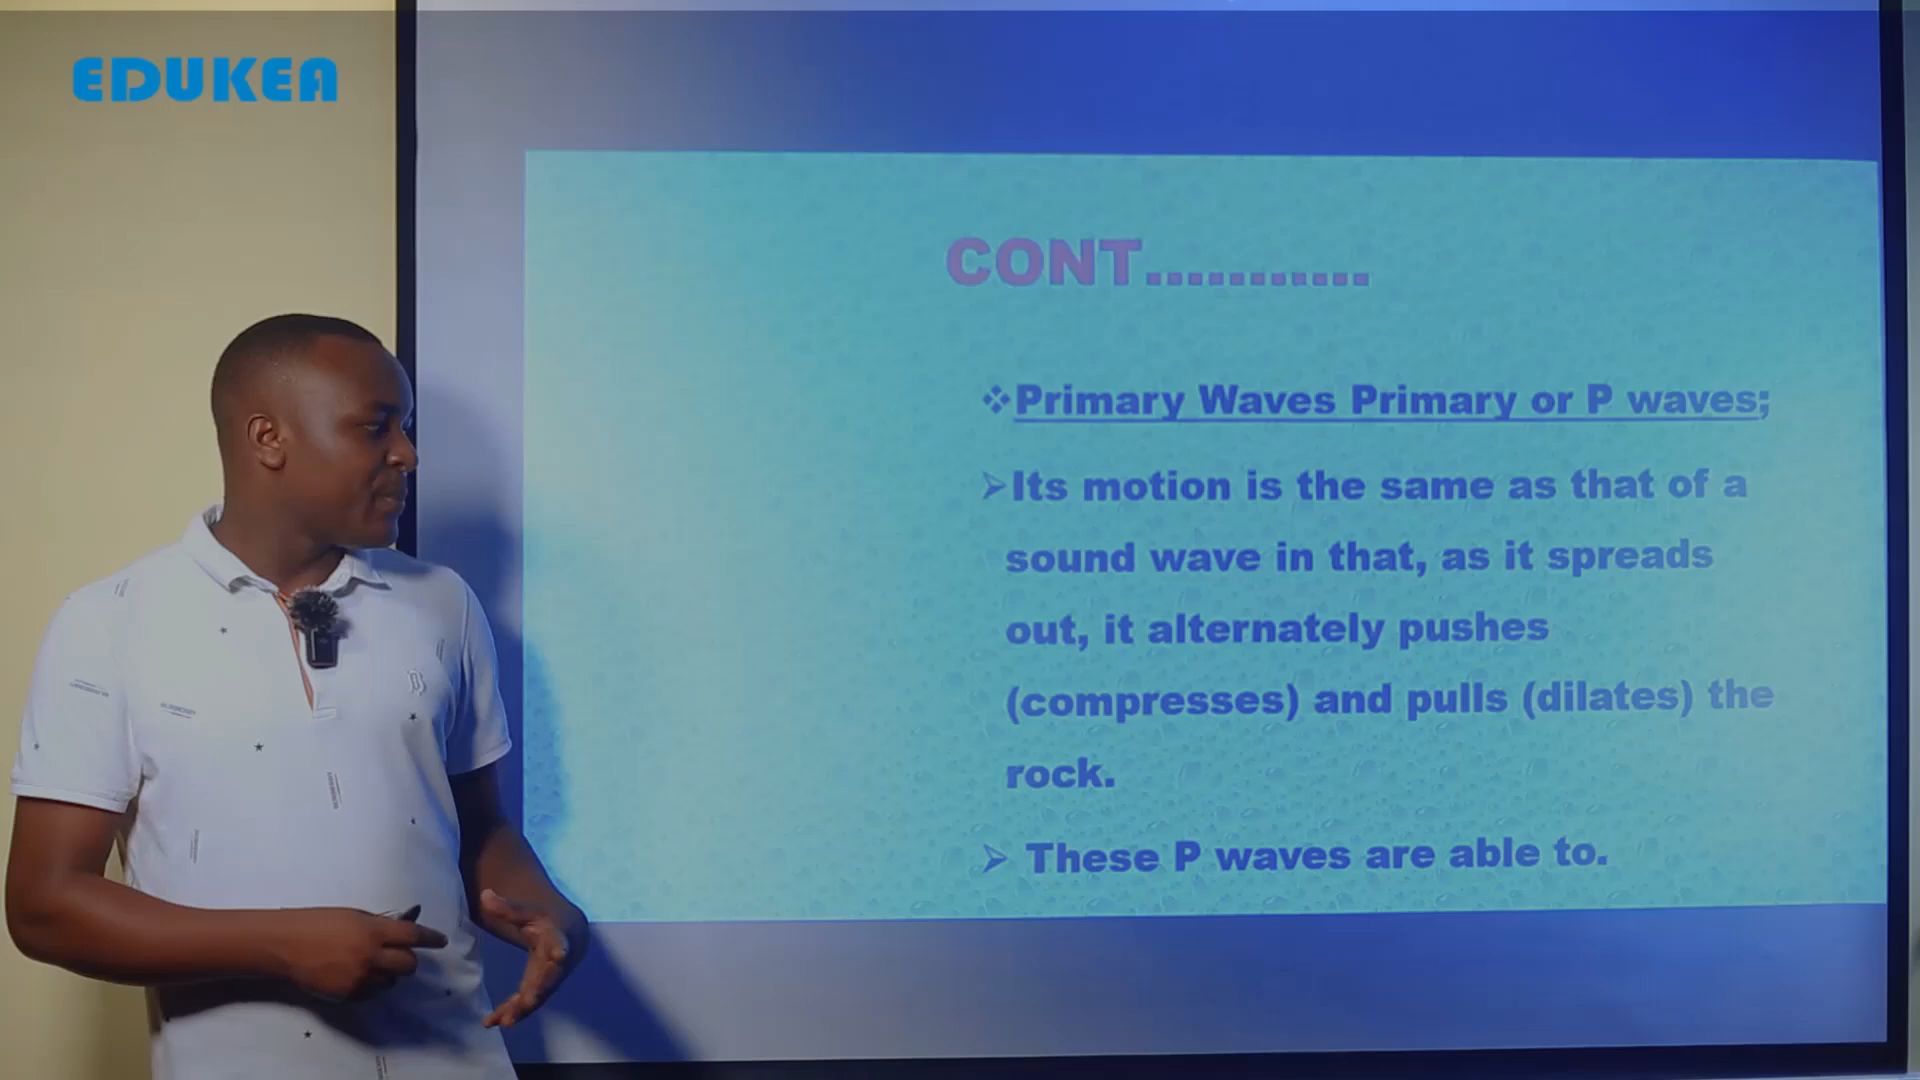 EDUKEA
CONT...........
❖Primary Waves Primary or P waves;
➢Its motion is the same as that of a
sound wave in that, as it spreads
out, it alternately pushes
(compresses) and pulls (dilates) the
rock.
➢ These P waves are able to.